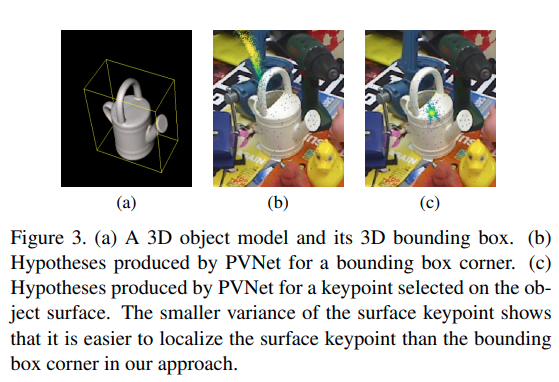 (a)
(b)
(c)
Figure 3. (a) A 3D object model and its 3D bounding box. (b)
Hypotheses produced by PVNet for a bounding box corner. (c)
Hypotheses produced by PVNet for a keypoint selected on the ob-
ject surface. The smaller variance of the surface keypoint shows
that it is easier to localize the surface keypoint than the bounding
box corner in our approach.